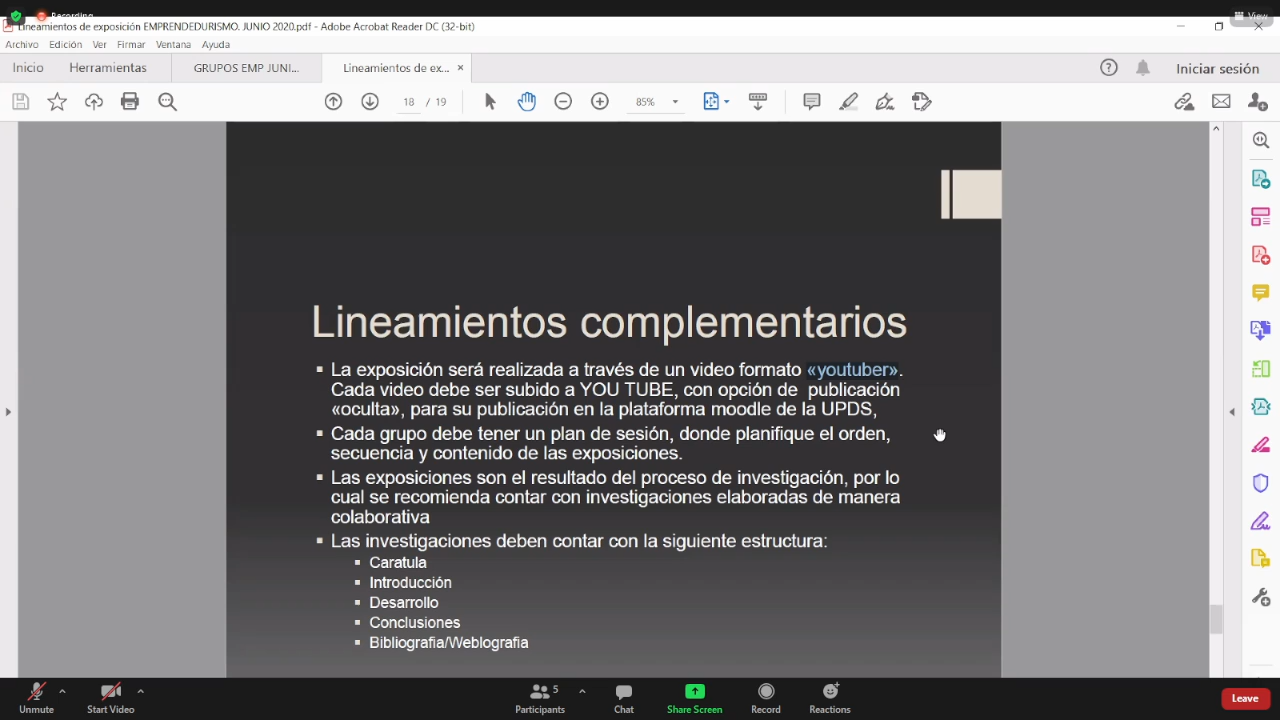 Recording
View
Lineamientos de exposición EMPRENDEDURISMO. JUNIO 2020.pdf - Adobe Acrobat Reader DC (32-bit)
Archivo Edición Ver Firmar Ventana Ayuda
Inicio Herramientas GRUPOS EMP JUNI... Lineamientos de ex... × Iniciar sesión
18 / 19 85%
Lineamientos complementarios
▪ La exposición será realizada a través de un video formato «youtuber».
Cada video debe ser subido a YOU TUBE, con opción de publicación
«oculta», para su publicación en la plataforma moodle de la UPDS,
▪ Cada grupo debe tener un plan de sesión, donde planifique el orden,
secuencia y contenido de las exposiciones.
▪ Las exposiciones son el resultado del proceso de investigación, por lo
cual se recomienda contar con investigaciones elaboradas de manera
colaborativa
▪ Las investigaciones deben contar con la siguiente estructura:
▪ Caratula
▪ Introducción
▪ Desarrollo
▪ Conclusiones
▪ Bibliografia/Weblografia
5
Unmute Start Video Participants Chat Share Screen Record Reactions Leave